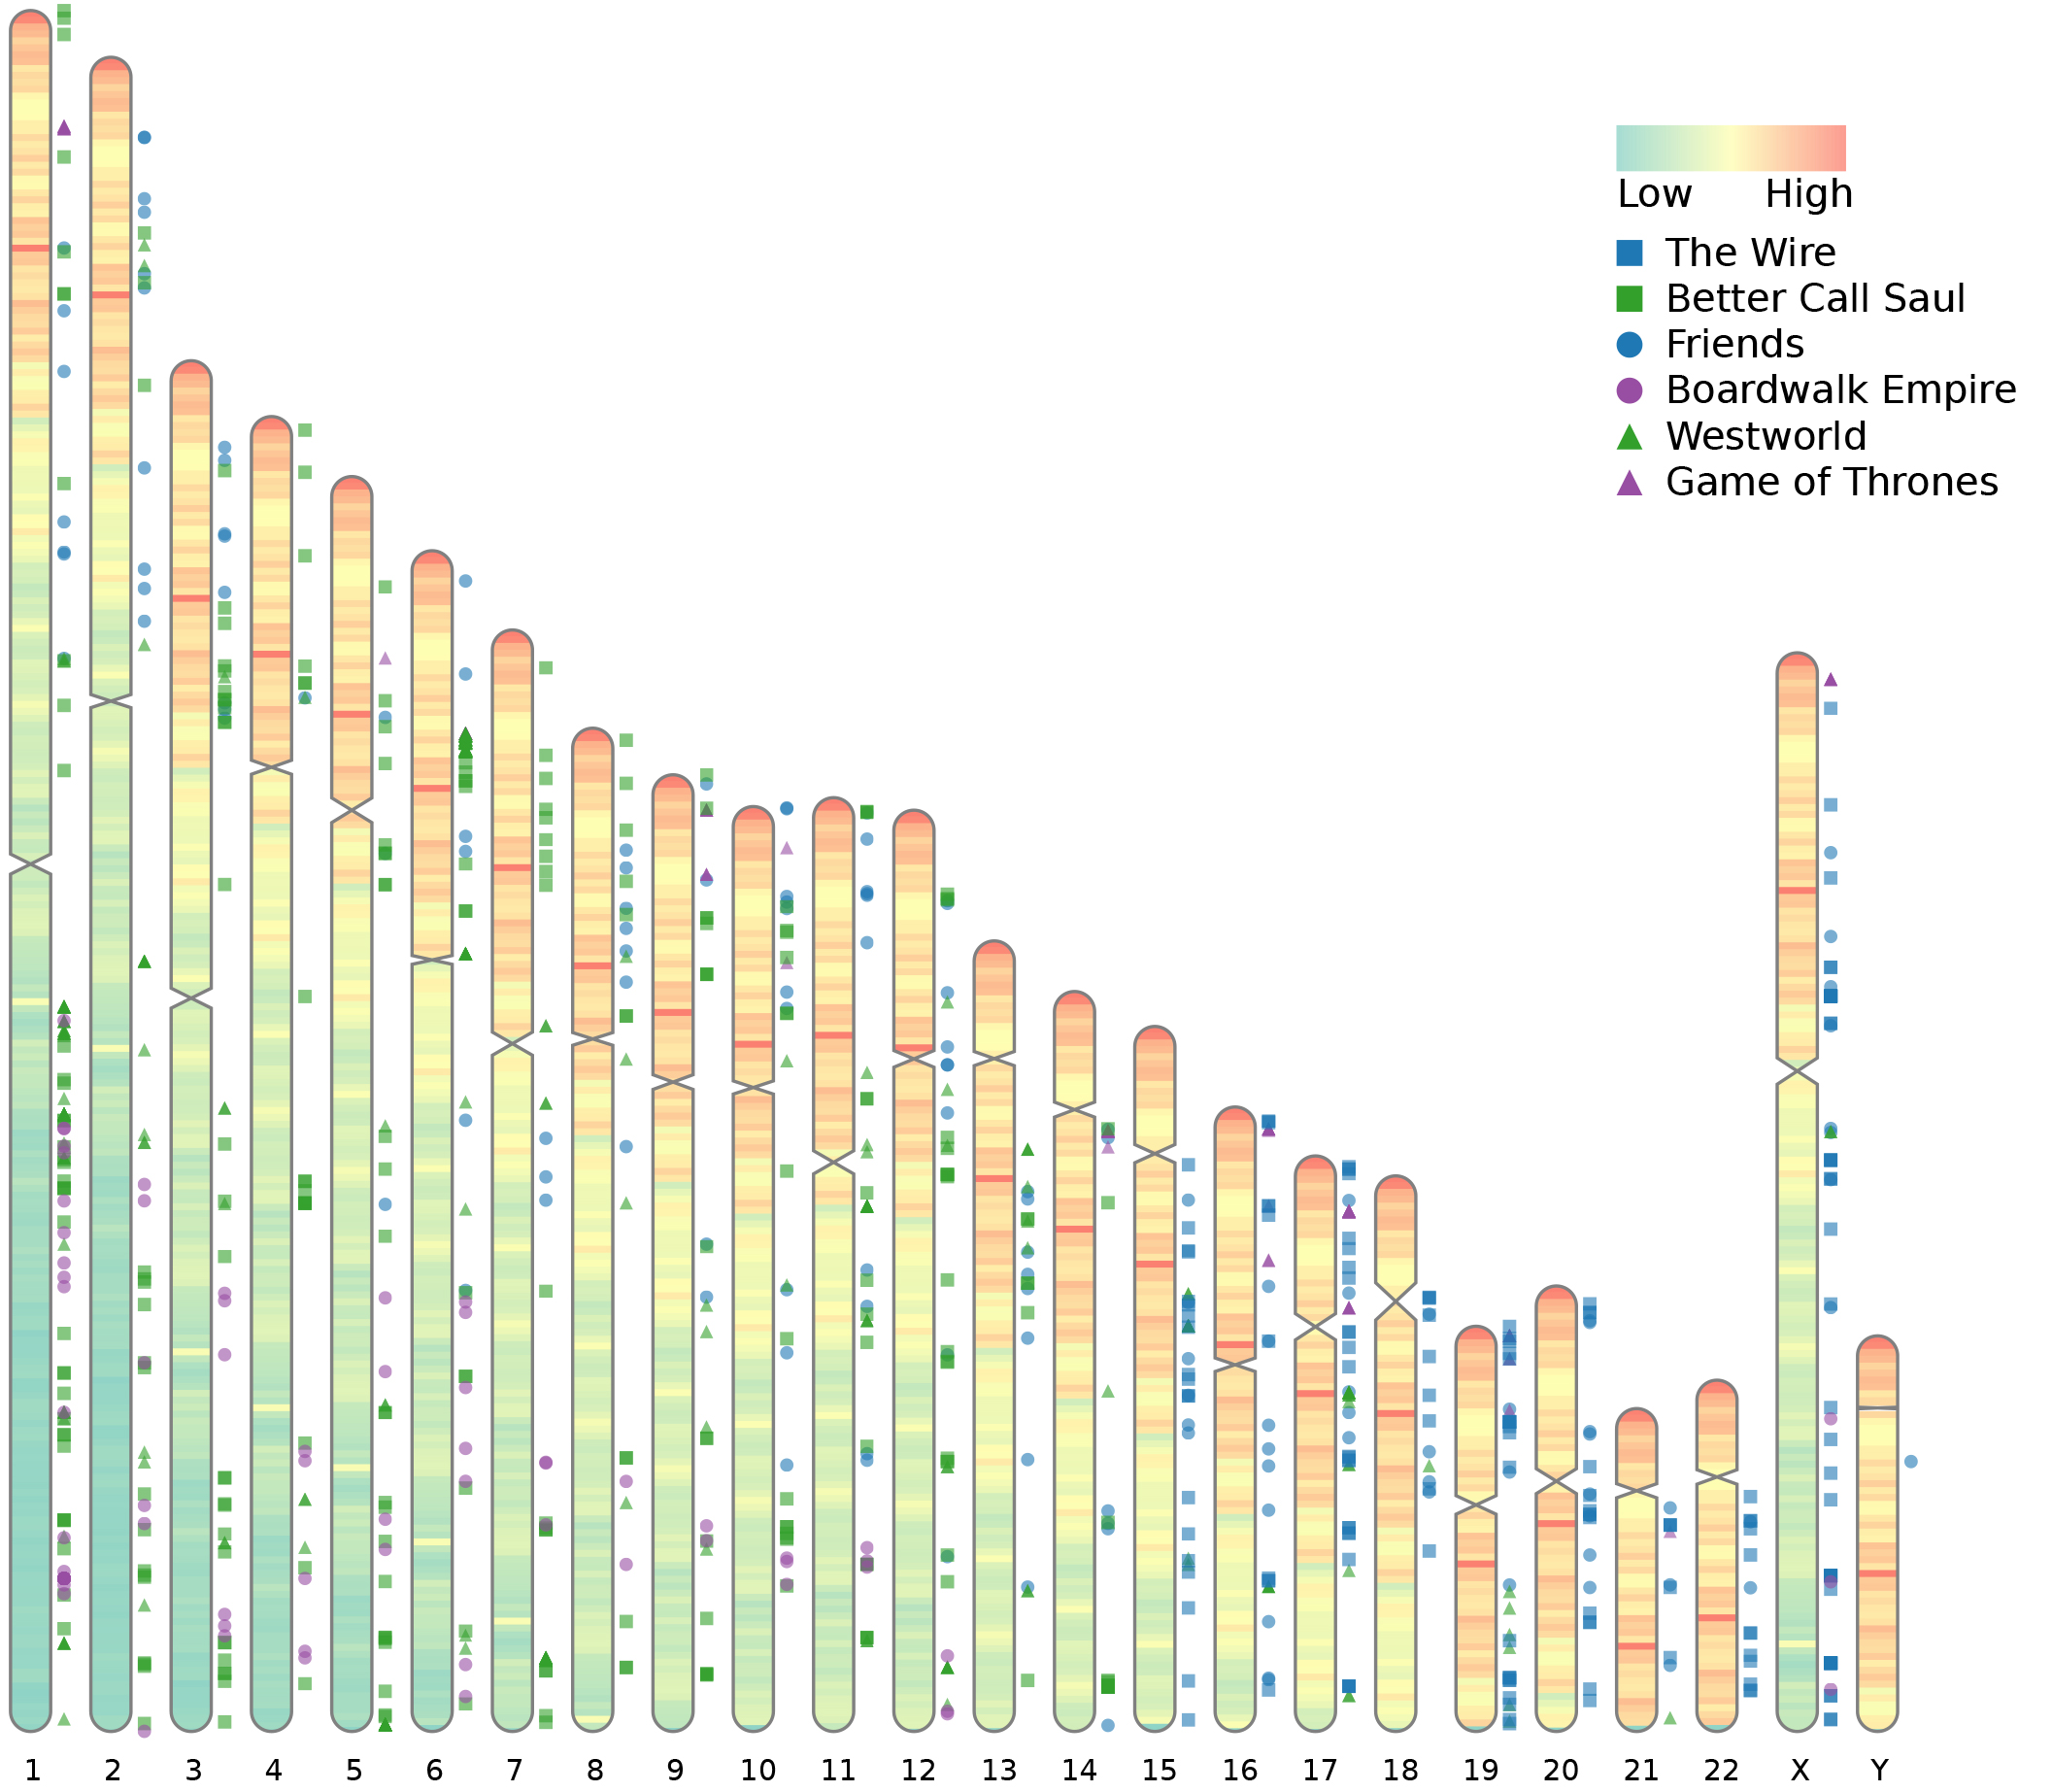 Low High
The Wire
Better Call Saul
Friends
Boardwalk Empire
Westworld
Game of Thrones
1 2 3 4 5 6 7 8 9 10 11 12 13 14 15 16 17 18 19 20 21 22 X Y